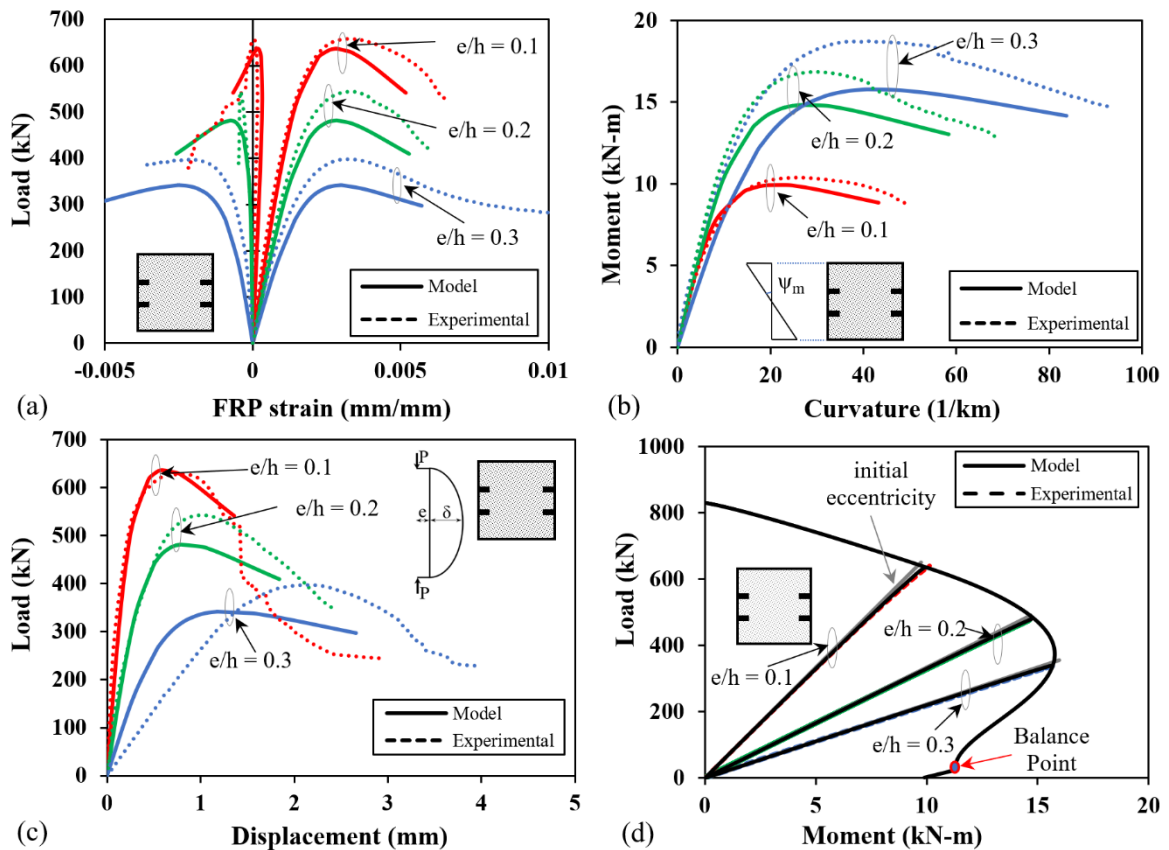 700
600
500
400
300
200
100
0
Load (kN)
e/h = 0.1
e/h = 0.2
e/h = 0.3
Model
Experimental
-0.005
0
0.005
0.01
(a)
FRP strain (mm/mm)
20
15
10
5
0
Moment (kN-m)
e/h = 0.3
e/h = 0.2
e/h = 0.1
ψm
Model
Experimental
0
20
40
60
80
100
(b)
Curvature (1/km)
700
600
500
400
300
200
100
0
Load (kN)
e/h = 0.1
e/h = 0.2
e/h = 0.3
P
e
δ
P
Model
Experimental
0
1
2
3
4
5
(c)
Displacement (mm)
1000
800
600
400
200
0
Load (kN)
initial
eccentricity
Model
Experimental
e/h = 0.1
e/h = 0.2
e/h = 0.3
Balance
Point
0
5
10
15
20
(d)
Moment (kN-m)